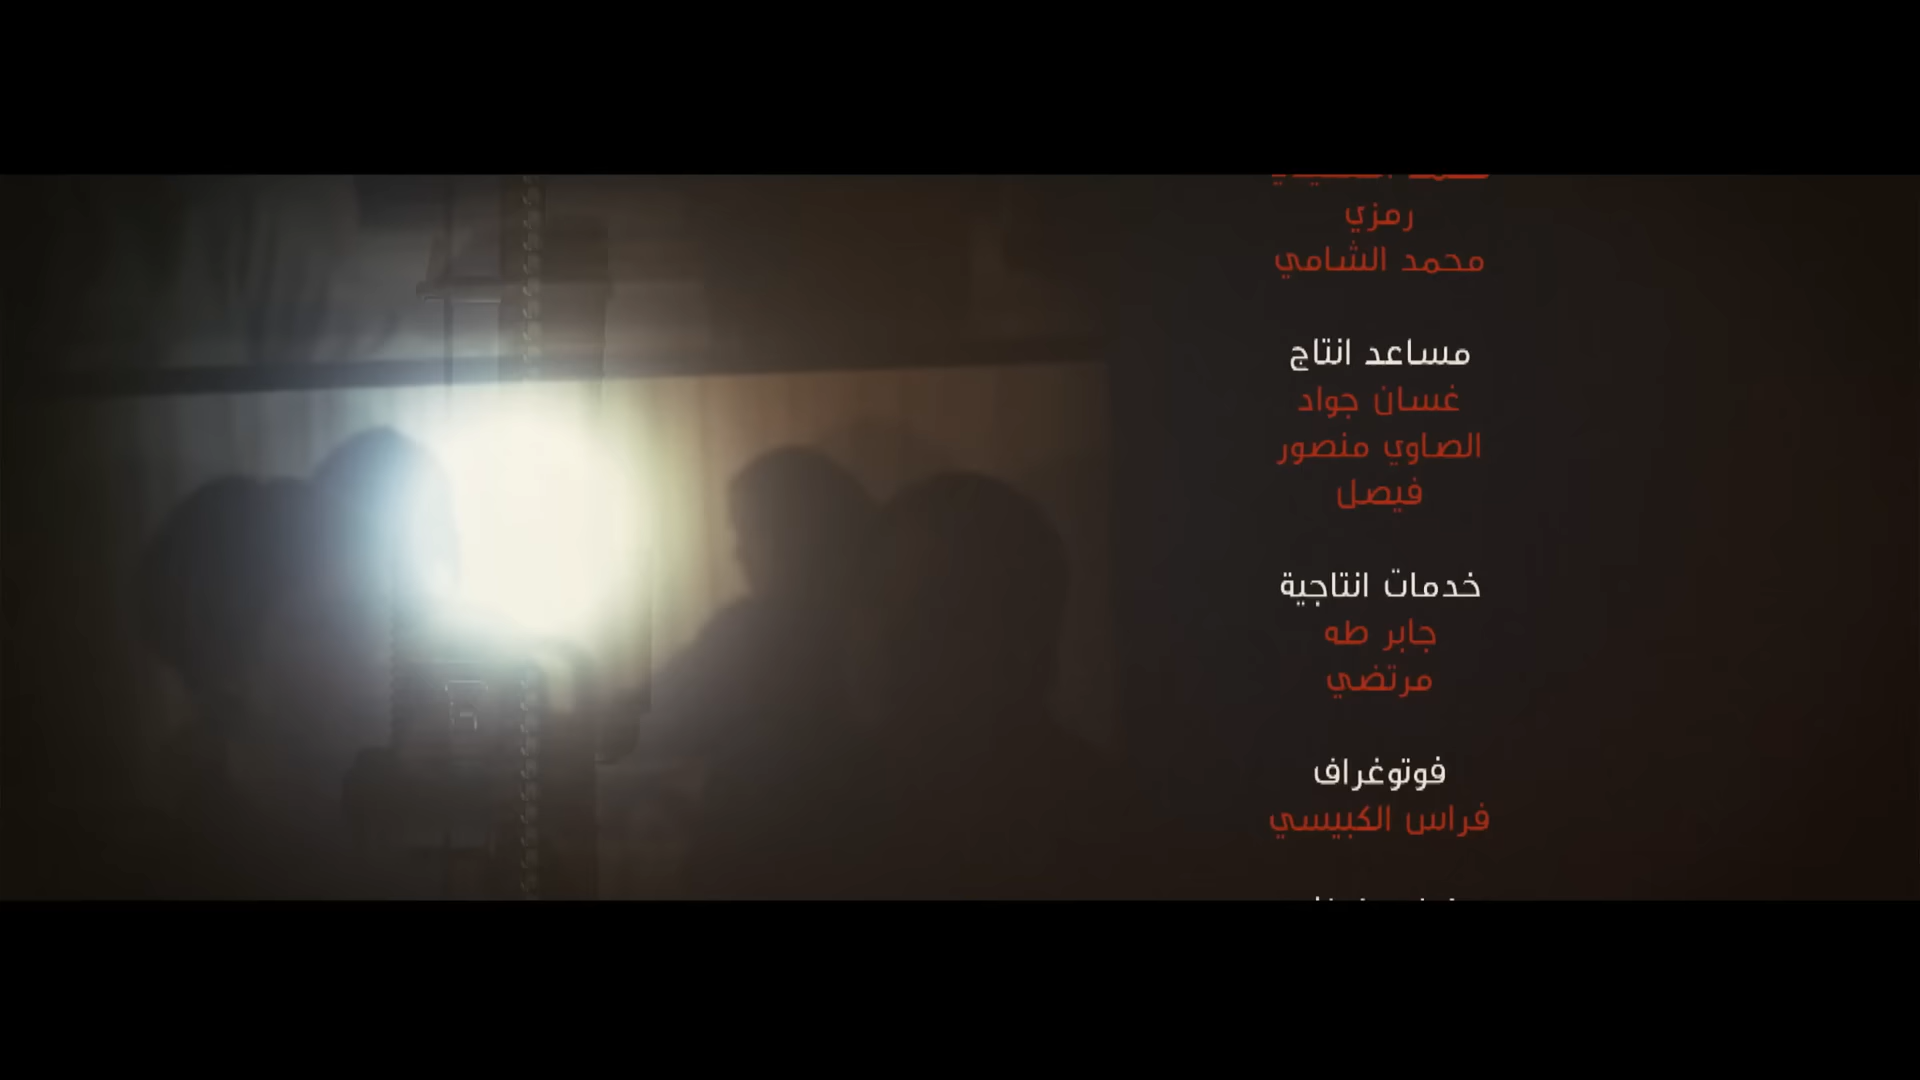 رمزي
محمد الشامي
مساعد انتاج
غسان جواد
الصاوي منصور
فيصل
خدمات انتاجية
جابر طه
مرتضي
فوتوغراف
فراس الكبيسي